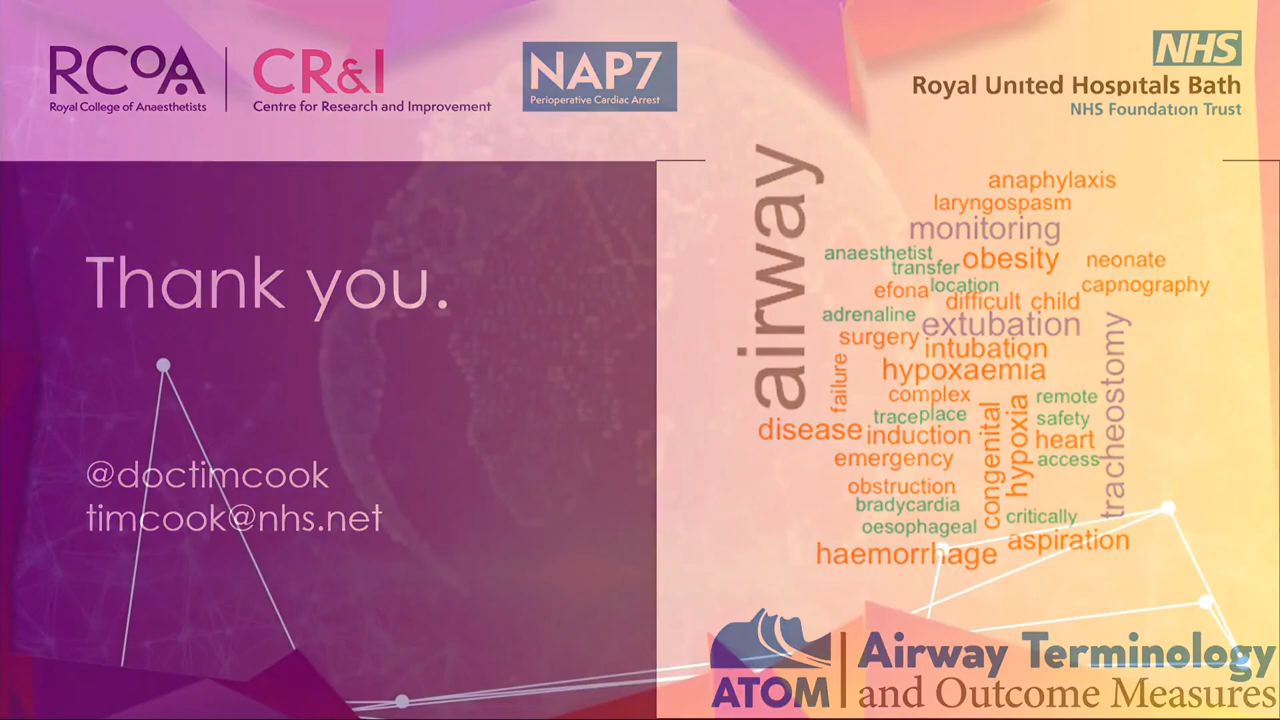 RCOA
Royal College of Anaesthetists
CR&I
Centre for Research and Improvement
NAP7
Perioperative Cardiac Arrest
NHS
Royal United Hospitals Bath
NHS Foundation Trust
Thank you.
@doctimcook
timcook@nhs.net
airway
anaphylaxis
laryngospasm
monitoring
anaesthetist
transfer
obesity
neonate
efona
location
capnography
difficult
child
adrenaline
extubation
surgery
intubation
tracheostomy
failure
hypoxaemia
complex
remote
trace
place
congenital
hypoxia
safety
disease
induction
heart
emergency
access
obstruction
bradycardia
critically
oesophageal
aspiration
haemorrhage
ATOM
Airway Terminology
and Outcome Measures